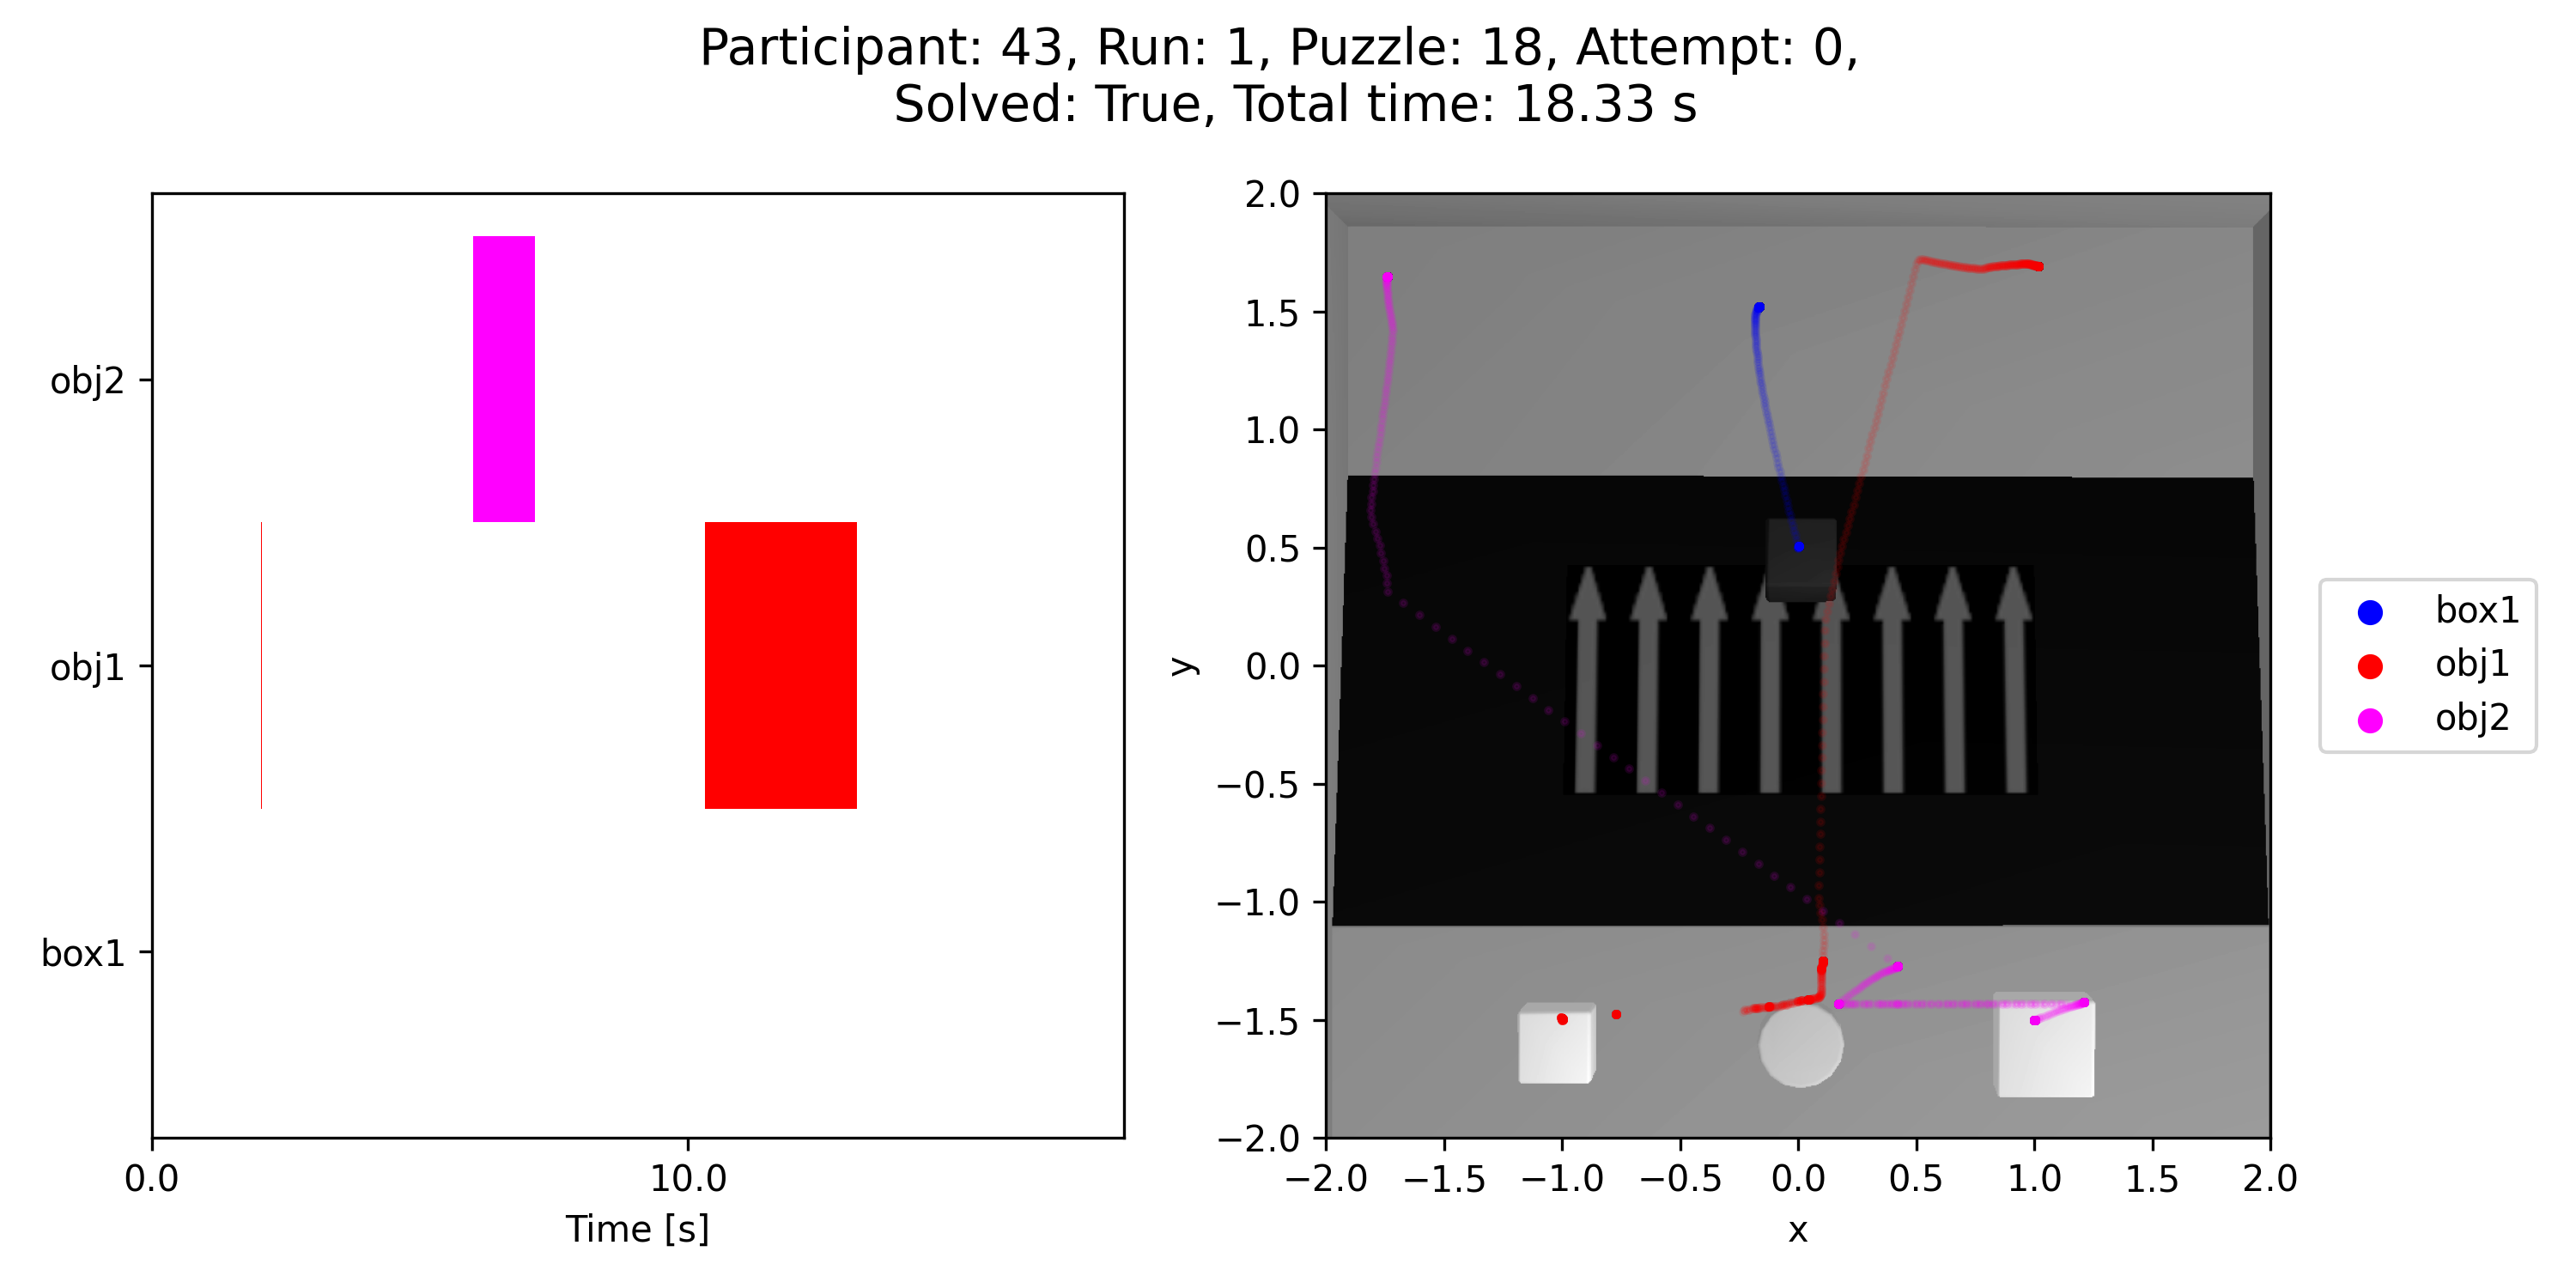 Participant: 43, Run: 1, Puzzle: 18, Attempt: 0,
Solved: True, Total time: 18.33 s
obj2
obj1
box1
0.0
10.0
Time [s]
2.0
1.5
1.0
0.5
0.0
−0.5
−1.0
−1.5
−2.0
y
−2.0
−1.5
−1.0
−0.5
0.0
0.5
1.0
1.5
2.0
x
box1
obj1
obj2